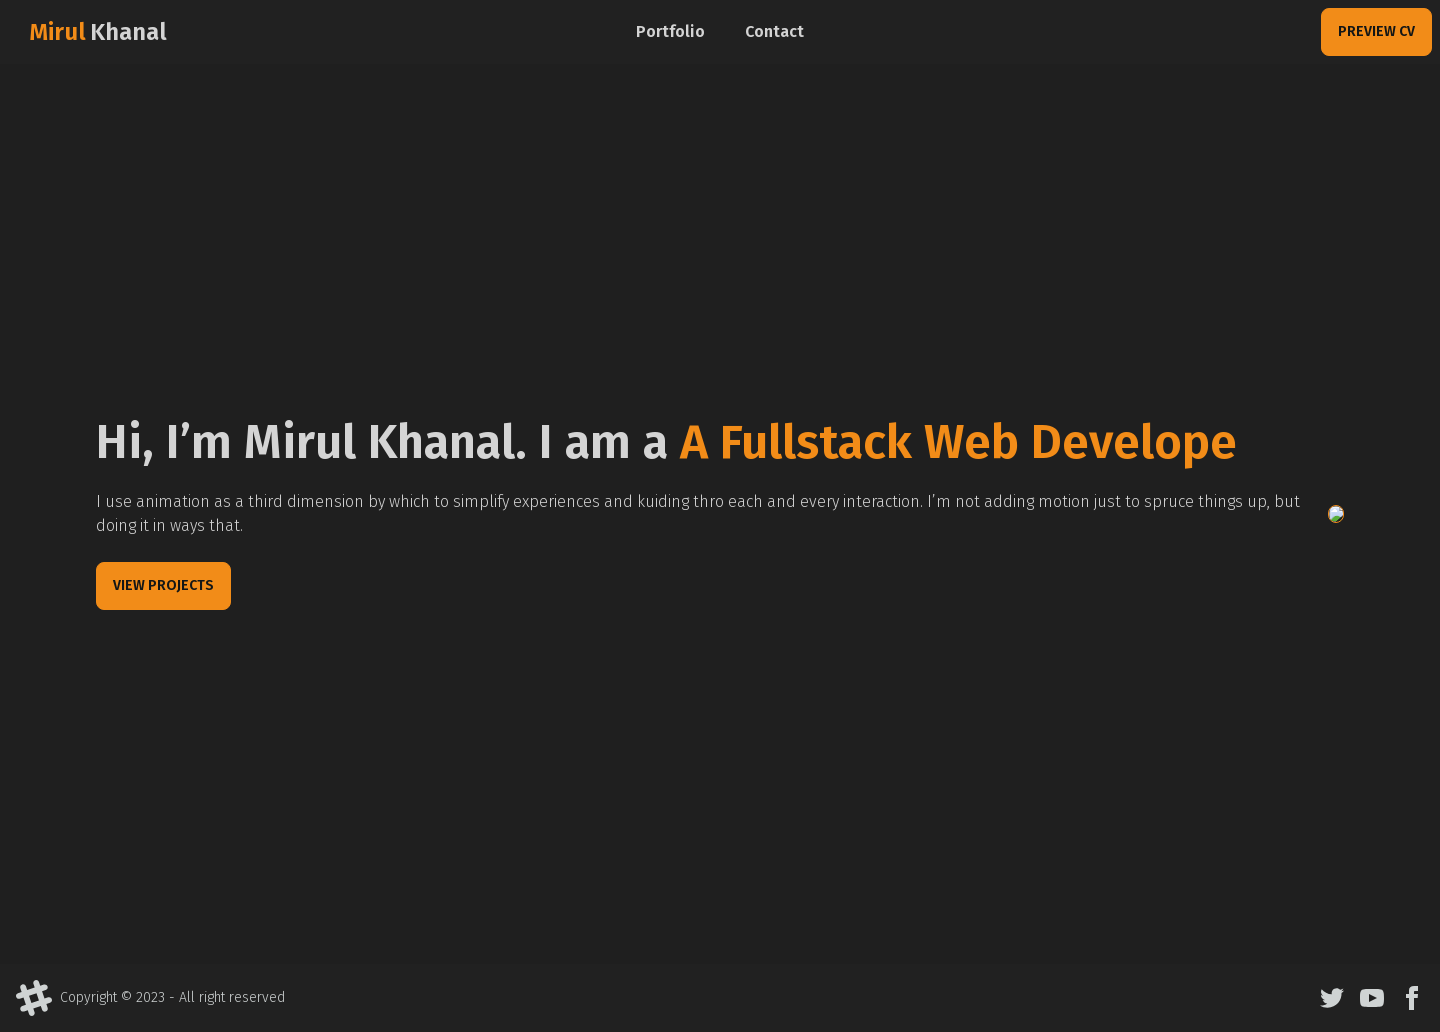 Mirul Khanal
Portfolio
Contact
PREVIEW CV
Hi, I’m Mirul Khanal. I am a A Fullstack Web Develope
I use animation as a third dimension by which to simplify experiences and kuiding thro each and every interaction. I’m not adding motion just to spruce things up, but
doing it in ways that.
VIEW PROJECTS
Copyright © 2023 - All right reserved